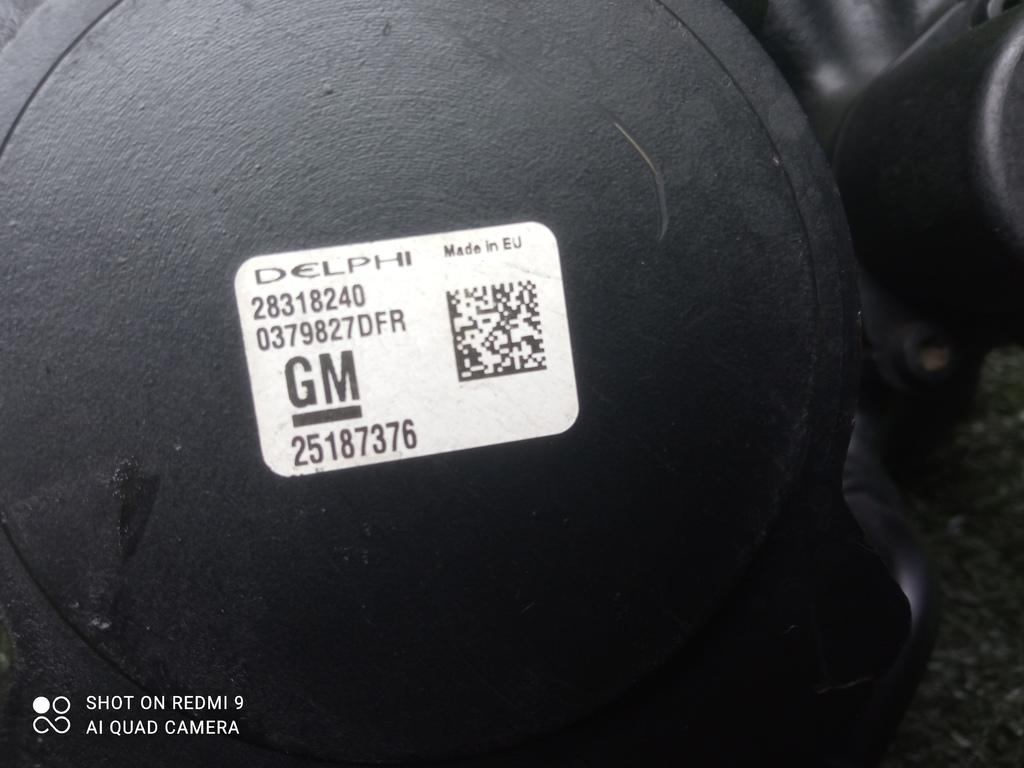 DELPHI Made in EU
28318240
0379827DFR
GM
25187376
SHOT ON REDMI 9
AI QUAD CAMERA